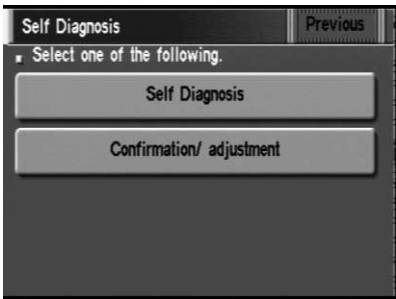 Self Diagnosis
Previous
Select one of the following.
Self Diagnosis
Confirmation/ adjustment